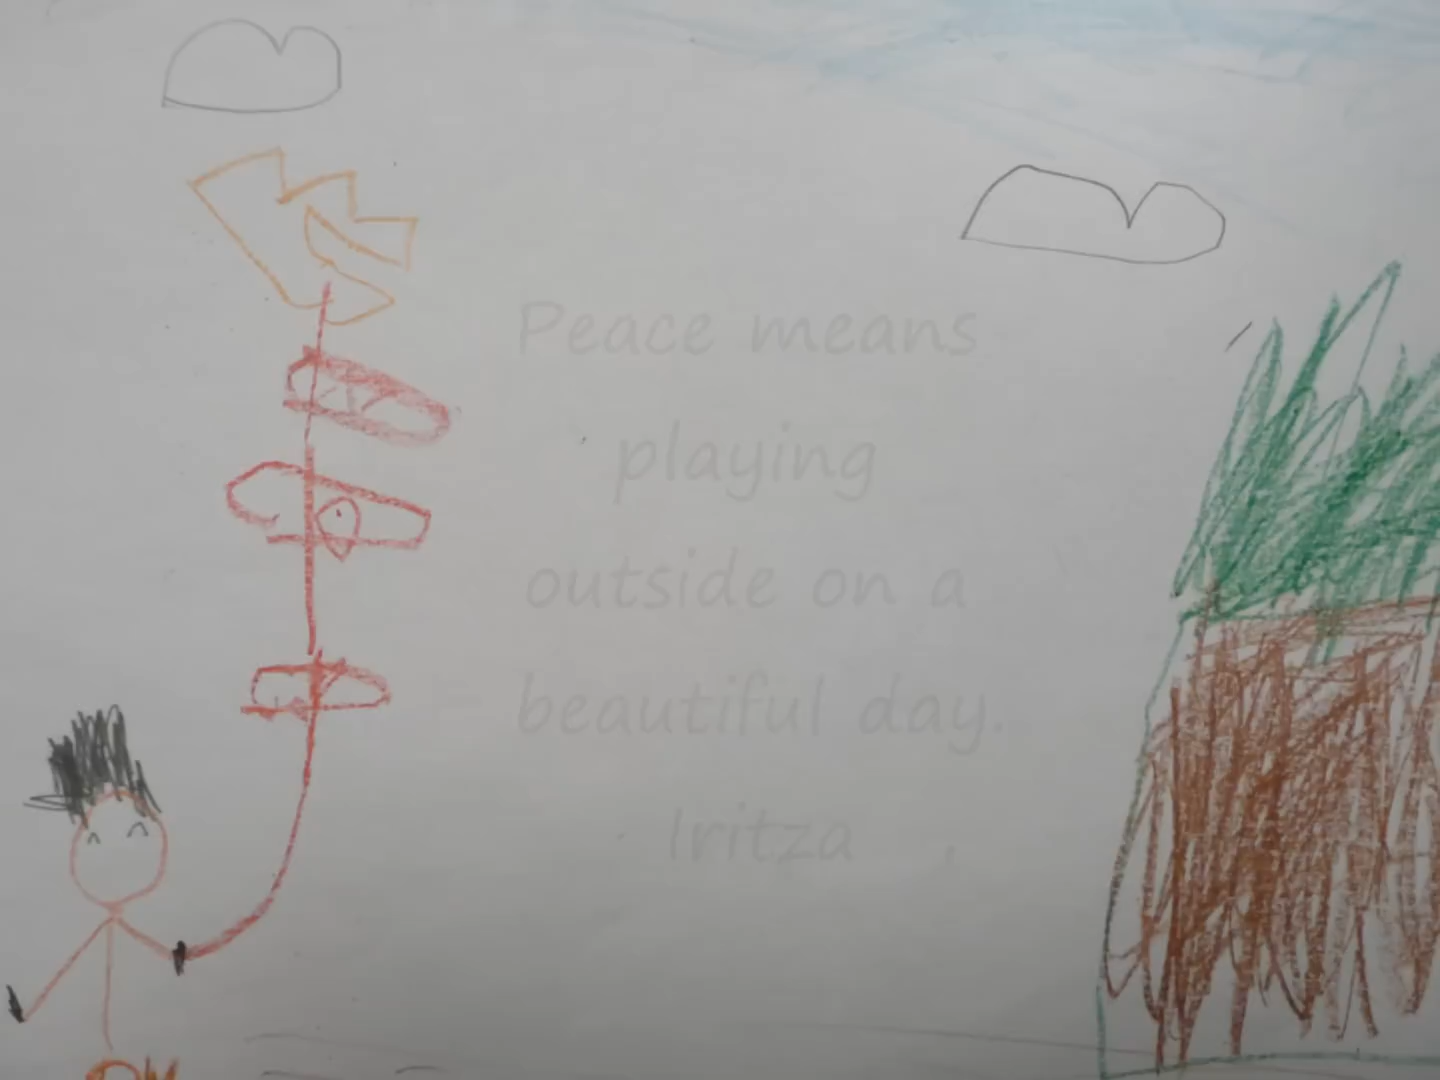 Peace means
playing
outside on a
beautiful day.
Iritza